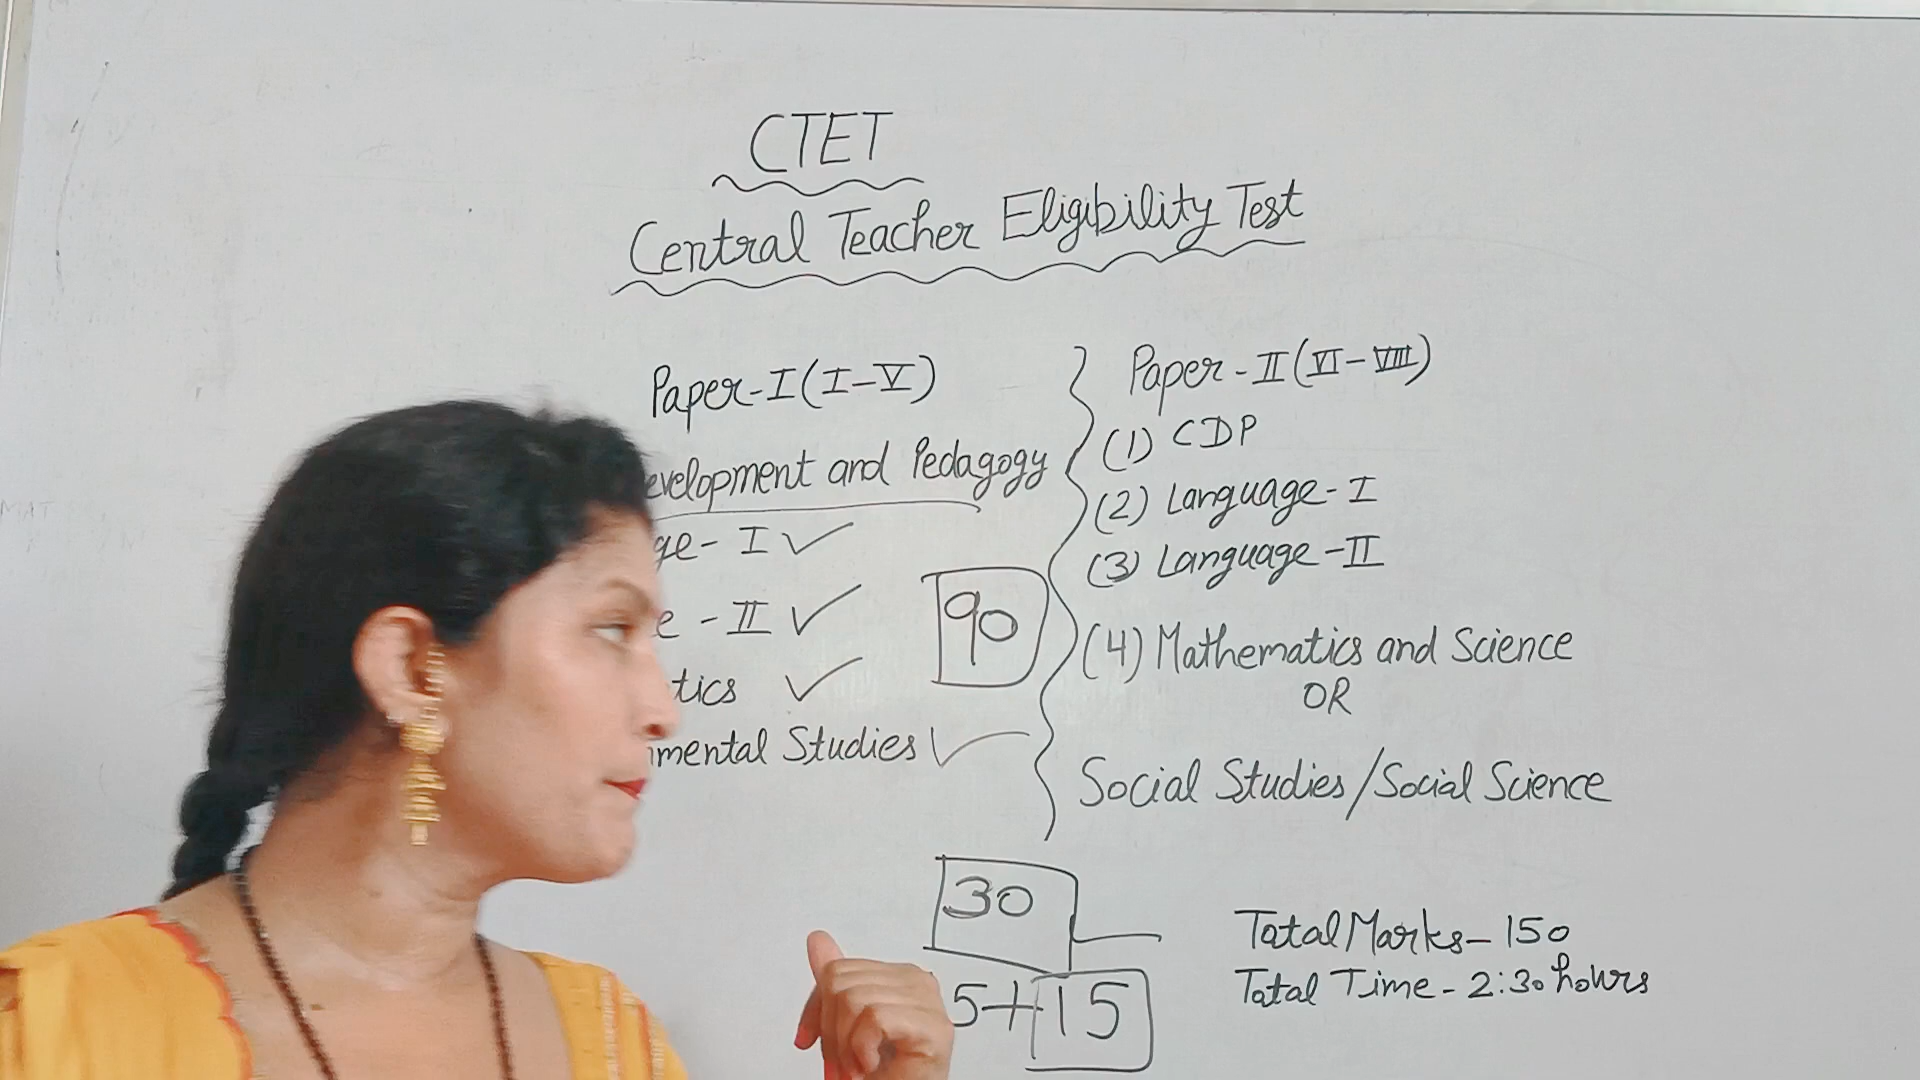 CTET
Central Teacher Eligibility Test
Paper-I (I-V)
evelopment and Pedagogy
ge- I
e - II
90
tics
mental Studies
Paper-II (VI-VIII)
(1) CDP
(2) Language-I
(3) Language-II
(4) Mathematics and Science
OR
Social Studies/Social Science
30
5+15
Tatal Marks-150
Tatal Time-2:30 hours